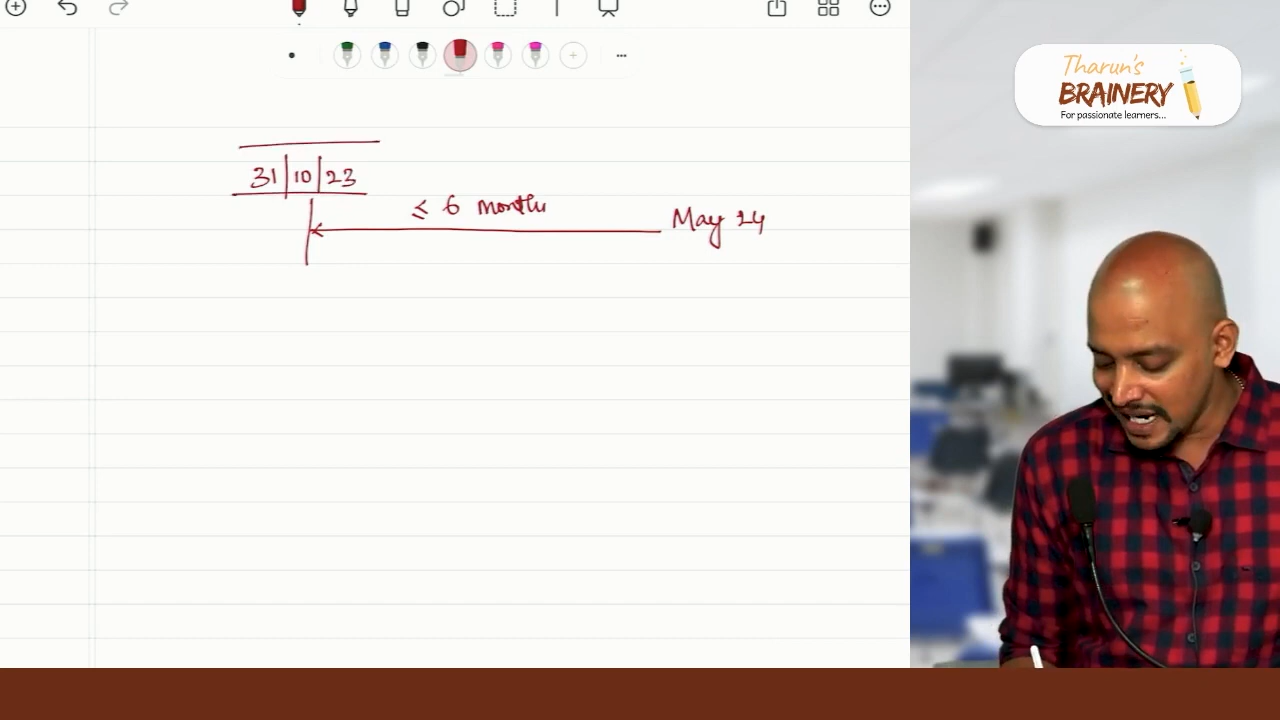 Tharun's
BRAINERY
For passionate learners...
31|10|23
≤ 6 months
May 24